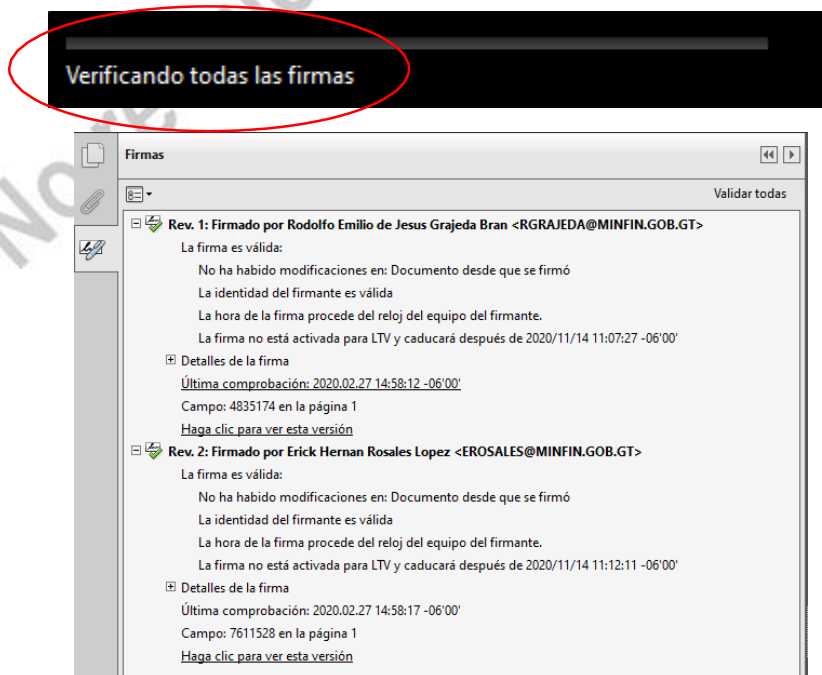 Verificando todas las firmas
Firmas
Validar todas
Rev. 1: Firmado por Rodolfo Emilio de Jesus Grajeda Bran <RGRAJEDA@MINFIN.GOB.GT>
La firma es válida:
No ha habido modificaciones en: Documento desde que se firmó
La identidad del firmante es válida
La hora de la firma procede del reloj del equipo del firmante.
La firma no está activada para LTV y caducará después de 2020/11/14 11:07:27 -06'00'
Detalles de la firma
Última comprobación: 2020.02.27 14:58:12 -06'00'
Campo: 4835174 en la página 1
Haga clic para ver esta versión
Rev. 2: Firmado por Erick Hernan Rosales Lopez <EROSALES@MINFIN.GOB.GT>
La firma es válida:
No ha habido modificaciones en: Documento desde que se firmó
La identidad del firmante es válida
La hora de la firma procede del reloj del equipo del firmante.
La firma no está activada para LTV y caducará después de 2020/11/14 11:12:11 -06'00'
Detalles de la firma
Última comprobación: 2020.02.27 14:58:17 -06'00'
Campo: 7611528 en la página 1
Haga clic para ver esta versión